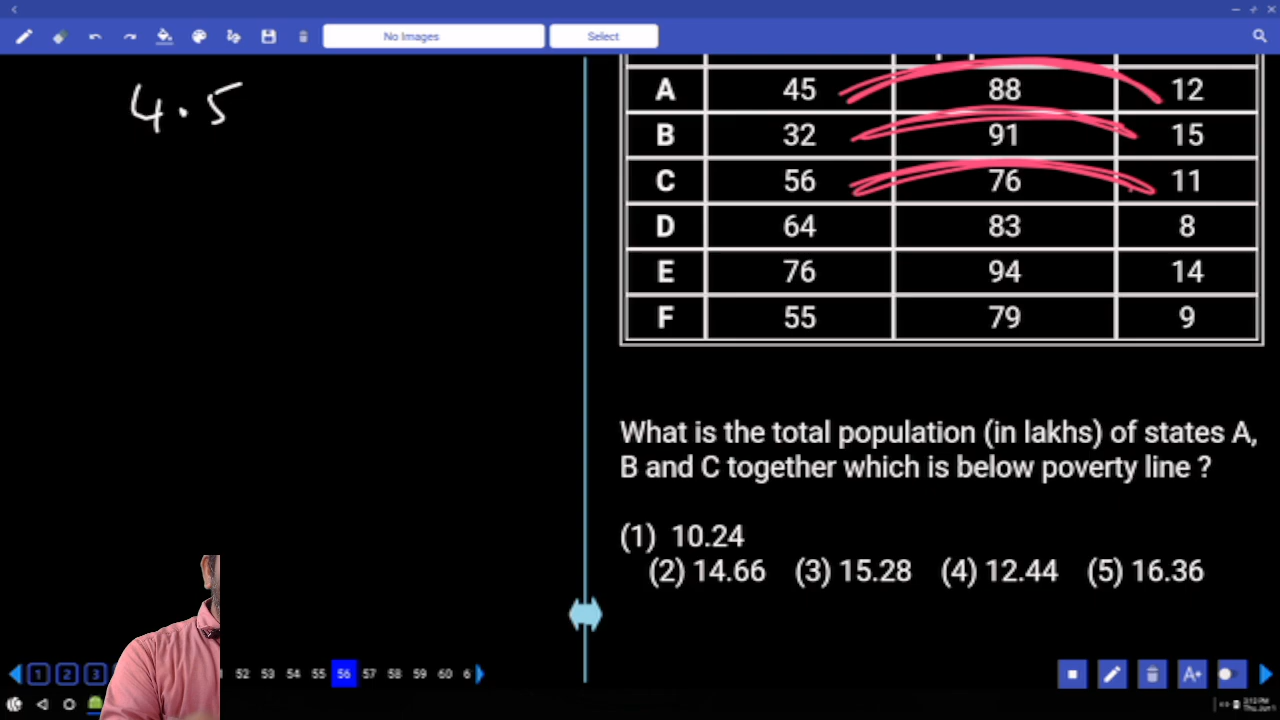 No Images
Select
4.5
A 45 88 12
B 32 91 15
C 56 76 11
D 64 83 8
E 76 94 14
F 55 79 9
What is the total population (in lakhs) of states A,
B and C together which is below poverty line ?
(1) 10.24
(2) 14.66 (3) 15.28 (4) 12.44 (5) 16.36
1 2 3 52 53 54 55 56 57 58 59 60 6
A+